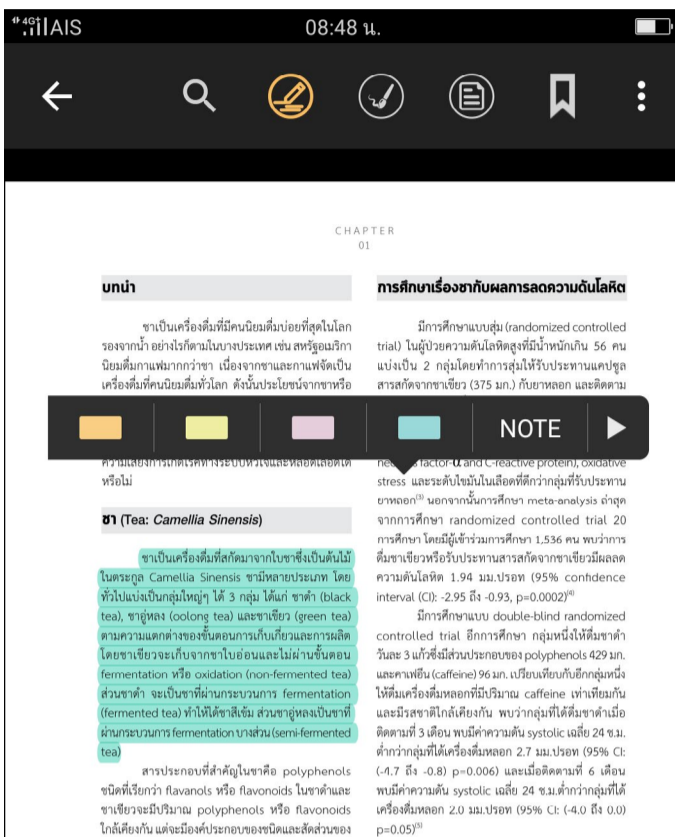 4G+ AIS
08:48 น.
CHAPTER
01
บทนำ
ชาเป็นเครื่องดื่มที่มีคนนิยมดื่มบ่อยที่สุดในโลก
รองจากน้ำ อย่างไรก็ตามในบางประเทศ เช่น สหรัฐอเมริกา
นิยมดื่มกาแฟมากกว่าชา เนื่องจากชาและกาแฟจัดเป็น
เครื่องดื่มที่คนนิยมดื่มทั่วโลก ดังนั้นประโยชน์จากชาหรือ
ความเสี่ยงการเกิดโรคทางระบบหัวใจและหลอดเลือดได้
หรือไม่
ชา (Tea: Camellia Sinensis)
ชาเป็นเครื่องดื่มที่สกัดมาจากใบชาซึ่งเป็นต้นไม้
ในตระกูล Camellia Sinensis ชามีหลายประเภท โดย
ทั่วไปแบ่งเป็นกลุ่มใหญ่ๆ ได้ 3 กลุ่ม ได้แก่ ชาดำ (black
tea), ชาอู่หลง (oolong tea) และชาเขียว (green tea)
ตามความแตกต่างของขั้นตอนการเก็บเกี่ยวและการผลิต
โดยชาเขียวจะเก็บจากชาใบอ่อนและไม่ผ่านขั้นตอน
fermentation หรือ oxidation (non-fermented tea)
ส่วนชาดำ จะเป็นชาที่ผ่านกระบวนการ fermentation
(fermented tea) ทำให้ได้ชาสีเข้ม ส่วนชาอู่หลงเป็นชาที่
ผ่านกระบวนการ fermentation บางส่วน (semi-fermented
tea)
สารประกอบที่สำคัญในชาคือ polyphenols
ชนิดที่เรียกว่า flavanols หรือ flavonoids ในชาดำและ
ชาเขียวจะมีปริมาณ polyphenols หรือ flavonoids
ใกล้เคียงกัน แต่จะมีองค์ประกอบของชนิดและสัดส่วนของ
การศึกษาเรื่องชากับผลการลดความดันโลหิต
มีการศึกษาแบบสุ่ม (randomized controlled
trial) ในผู้ป่วยความดันโลหิตสูงที่มีน้ำหนักเกิน 56 คน
แบ่งเป็น 2 กลุ่มโดยทำการสุ่มให้รับประทานแคปซูล
สารสกัดจากชาเขียว (375 มก.) กับยาหลอก และติดตาม
NOTE
factor-α and C-reactive protein), oxidative
stress และระดับไขมันในเลือดที่ดีกว่ากลุ่มที่รับประทาน
ยาหลอก(3) นอกจากนั้นการศึกษา meta-analysis ล่าสุด
จากการศึกษา randomized controlled trial 20
การศึกษา โดยมีผู้เข้าร่วมการศึกษา 1,536 คน พบว่าการ
ดื่มชาเขียวหรือรับประทานสารสกัดจากชาเขียวมีผลลด
ความดันโลหิต 1.94 มม.ปรอท (95% confidence
interval (CI): -2.95 ถึง -0.93, p=0.0002)(4)
มีการศึกษาแบบ double-blind randomized
controlled trial อีกการศึกษา กลุ่มหนึ่งให้ดื่มชาดำ
วันละ 3 แก้วซึ่งมีส่วนประกอบของ polyphenols 429 มก.
และคาเฟอีน (caffeine) 96 มก. เปรียบเทียบกับอีกกลุ่มหนึ่ง
ให้ดื่มเครื่องดื่มหลอกที่มีปริมาณ caffeine เท่าเทียมกัน
และมีรสชาติใกล้เคียงกัน พบว่ากลุ่มที่ได้ดื่มชาดำเมื่อ
ติดตามที่ 3 เดือน พบมีค่าความดัน systolic เฉลี่ย 24 ช.ม.
ต่ำกว่ากลุ่มที่ได้เครื่องดื่มหลอก 2.7 มม.ปรอท (95% CI:
(-4.7 ถึง -0.8) p=0.006) และเมื่อติดตามที่ 6 เดือน
พบมีค่าความดัน systolic เฉลี่ย 24 ช.ม.ต่ำกว่ากลุ่มที่ได้
เครื่องดื่มหลอก 2.0 มม.ปรอท (95% CI: (-4.0 ถึง 0.0)
p=0.05)(5)